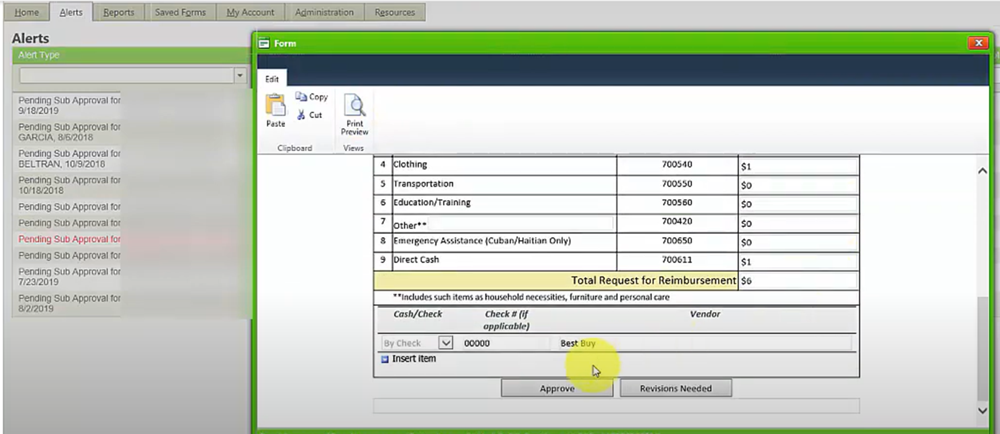 Home Alerts Reports Saved Forms My Account Administration Resources
Alerts
Alert Type
Pending Sub Approval for
9/18/2019
Pending Sub Approval for
GARCIA, 8/6/2018
Pending Sub Approval for
BELTRAN, 10/9/2018
Pending Sub Approval for
10/18/2018
Pending Sub Approval for
Pending Sub Approval for
Pending Sub Approval for
Pending Sub Approval for
Pending Sub Approval for
7/23/2019
Pending Sub Approval for
8/2/2019
Form
Edit
Paste
Copy
Cut
Clipboard
Print
Preview
Views
4 Clothing 700540 $1
5 Transportation 700550 $0
6 Education/Training 700560 $0
7 Other** 700420 $0
8 Emergency Assistance (Cuban/Haitian Only) 700650 $0
9 Direct Cash 700611 $1
Total Request for Reimbursement $6
**Includes such items as household necessities, furniture and personal care
Cash/Check Check # (if Vendor
applicable)
By Check 00000 Best Buy
Insert item
Approve Revisions Needed